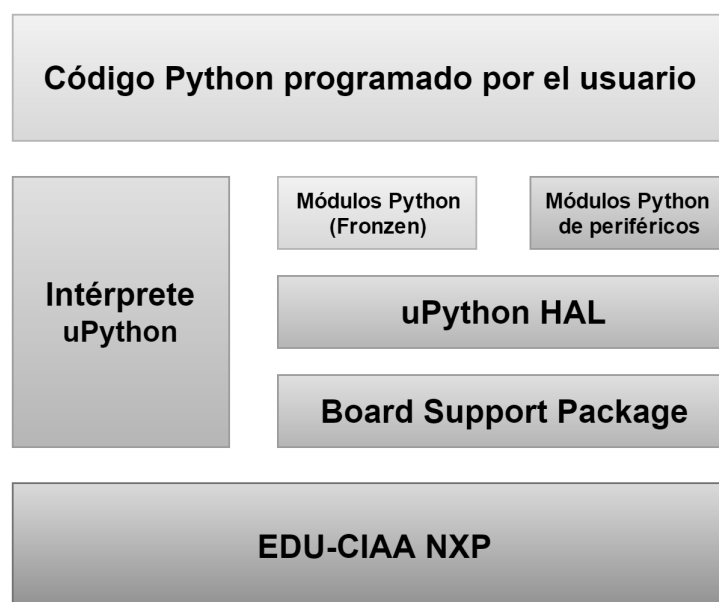 Código Python programado por el usuario
Intérprete
uPython
Módulos Python
(Fronzen)
Módulos Python
de periféricos
uPython HAL
Board Support Package
EDU-CIAA NXP